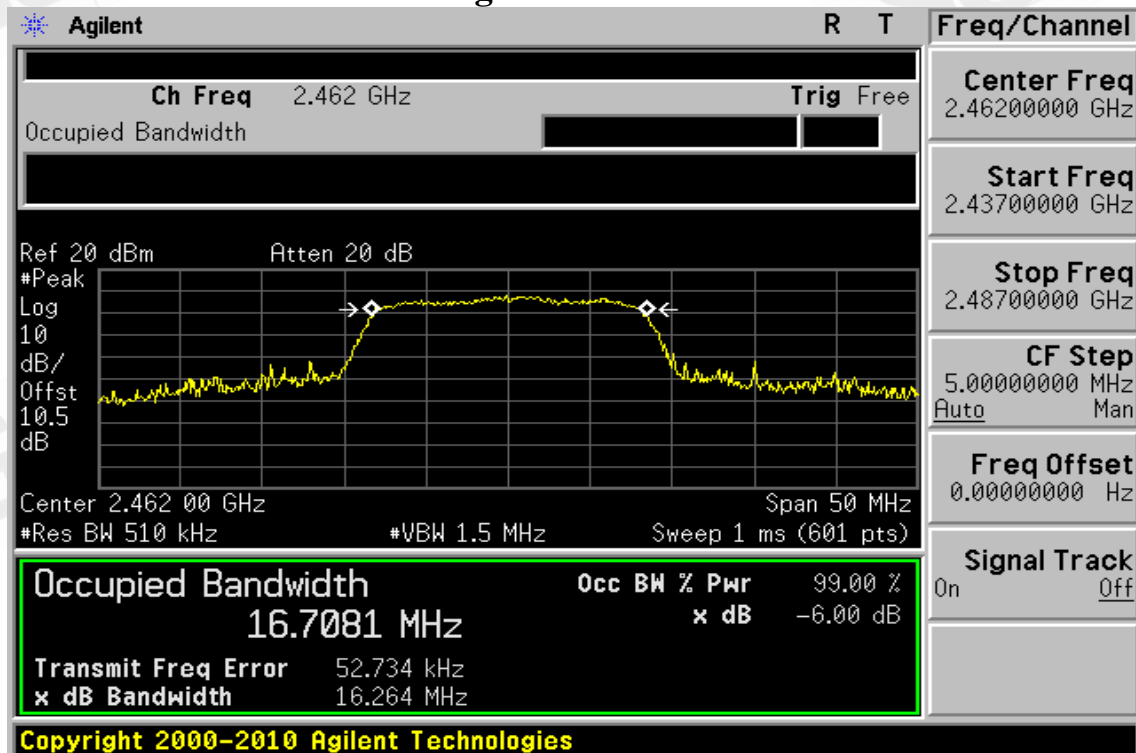 Agilent R T Freq/Channel
Ch Freq 2.462 GHz Trig Free
Occupied Bandwidth
Center Freq
2.46200000 GHz
Start Freq
2.43700000 GHz
Stop Freq
2.48700000 GHz
CF Step
5.00000000 MHz
Auto Man
Freq Offset
0.00000000 Hz
Signal Track
On Off
Ref 20 dBm Atten 20 dB
#Peak
Log
10
dB/
Offst
10.5
dB
Center 2.462 00 GHz Span 50 MHz
#Res BW 510 kHz #VBW 1.5 MHz Sweep 1 ms (601 pts)
Occupied Bandwidth Occ BW % Pwr 99.00 %
16.7081 MHz x dB -6.00 dB
Transmit Freq Error 52.734 kHz
x dB Bandwidth 16.264 MHz
Copyright 2000-2010 Agilent Technologies